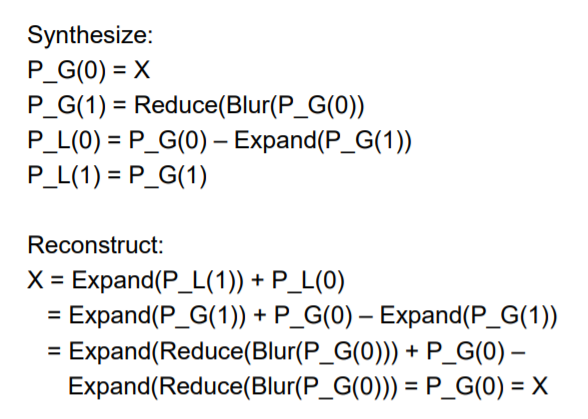 Synthesize:
P_G(0) = X
P_G(1) = Reduce(Blur(P_G(0))
P_L(0) = P_G(0) – Expand(P_G(1))
P_L(1) = P_G(1)
Reconstruct:
X = Expand(P_L(1)) + P_L(0)
= Expand(P_G(1)) + P_G(0) – Expand(P_G(1))
= Expand(Reduce(Blur(P_G(0))) + P_G(0) –
Expand(Reduce(Blur(P_G(0))) = P_G(0) = X